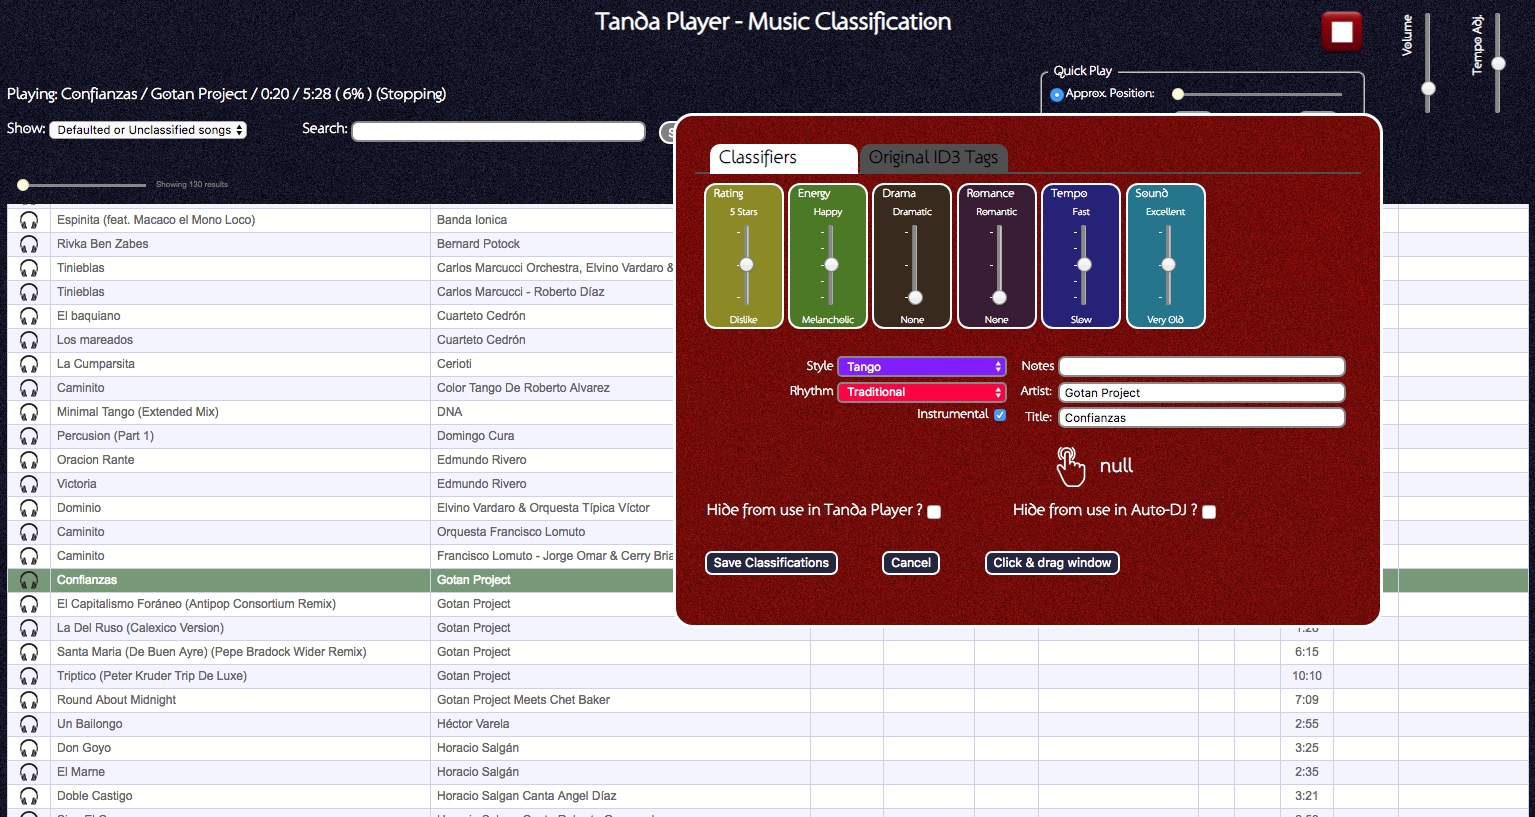 Tanda Player - Music Classification
Volume
Tempo Adj.
Quick Play
Playing: Confianzas / Gotan Project / 0:20 / 5:28 ( 6% ) (Stopping)
Approx. Position:
Show: Defaulted or Unclassified songs
Search:
Showing 130 results
Classifiers
Original ID3 Tags
Rating Energy Drama Romance Tempo Sound
5 Stars Happy Dramatic Romantic Fast Excellent
Dislike Melancholic None None Slow Very Old
Style Tango
Notes
Rhythm Traditional
Artist: Gotan Project
Instrumental
Title: Confianzas
null
Hide from use in Tanda Player ?
Hide from use in Auto-DJ ?
Save Classifications
Cancel
Click & drag window
Espinita (feat. Macaco el Mono Loco) Banda Ionica
Rivka Ben Zabes Bernard Potock
Tinieblas Carlos Marcucci Orchestra, Elvino Vardaro &
Tinieblas Carlos Marcucci - Roberto Díaz
El baquiano Cuarteto Cedrón
Los mareados Cuarteto Cedrón
La Cumparsita Cerioti
Caminito Color Tango De Roberto Alvarez
Minimal Tango (Extended Mix) DNA
Percusion (Part 1) Domingo Cura
Oracion Rante Edmundo Rivero
Victoria Edmundo Rivero
Dominio Elvino Vardaro & Orquesta Típica Víctor
Caminito Orquesta Francisco Lomuto
Caminito Francisco Lomuto - Jorge Omar & Cerry Bria
Confianzas Gotan Project
El Capitalismo Foráneo (Antipop Consortium Remix) Gotan Project
La Del Ruso (Calexico Version) Gotan Project
Santa Maria (De Buen Ayre) (Pepe Bradock Wider Remix) Gotan Project 6:15
Triptico (Peter Kruder Trip De Luxe) Gotan Project 10:10
Round About Midnight Gotan Project Meets Chet Baker 7:09
Un Bailongo Héctor Varela 2:55
Don Goyo Horacio Salgán 3:25
El Marne Horacio Salgán 2:35
Doble Castigo Horacio Salgan Canta Angel Díaz 3:21